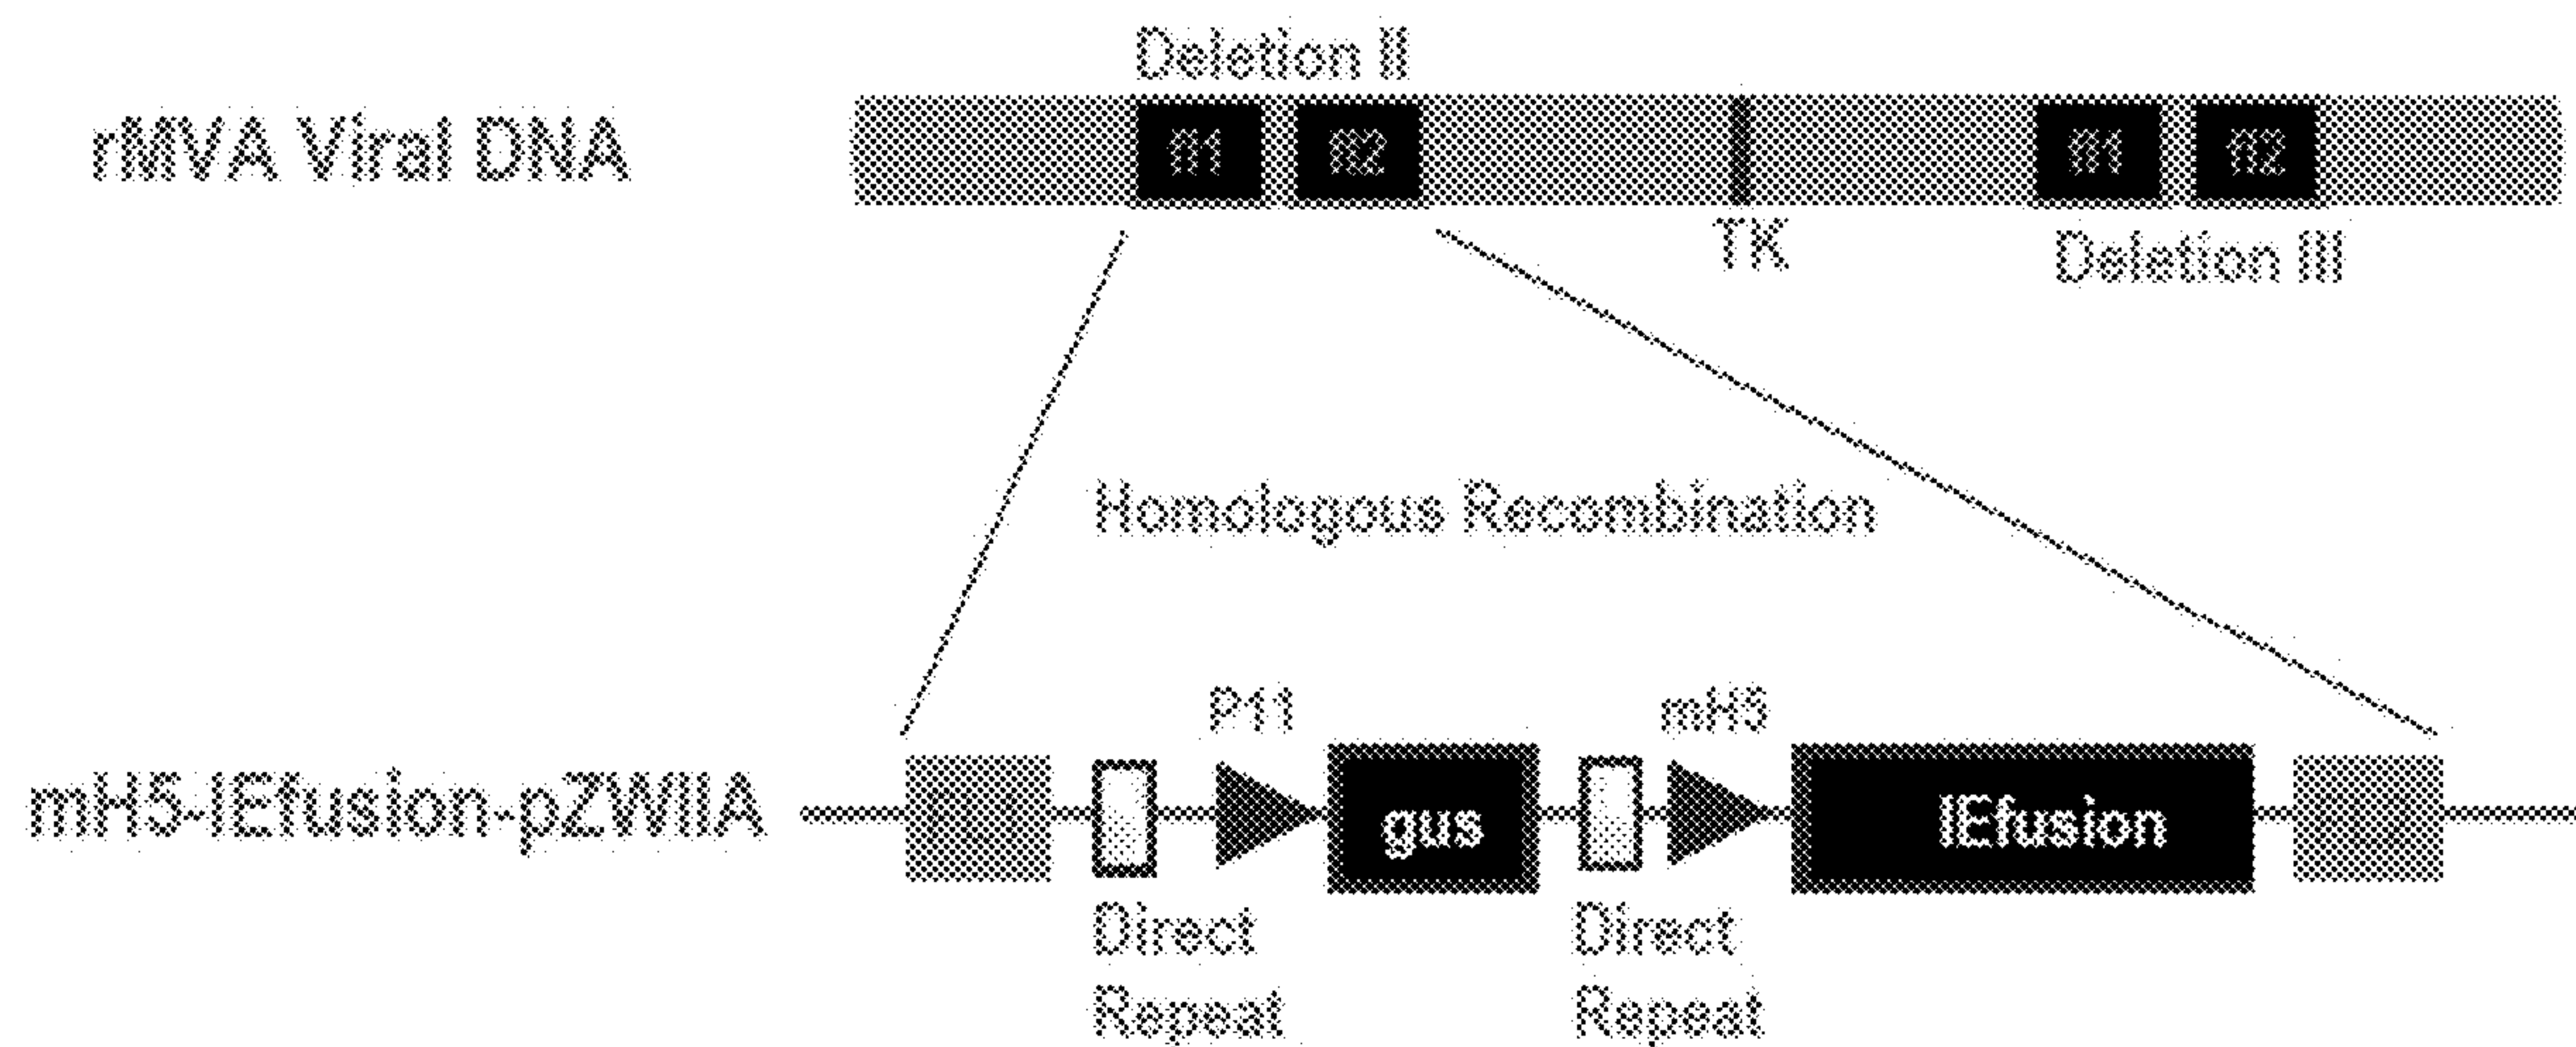 Deletion II
rMVA Viral DNA
fl1 fl2 fl1 fl2
TK
Deletion III
Homologous Recombination
P11 mH5
mH5-IEfusion-pZWIIA
gus IEfusion
Direct Direct
Repeat Repeat